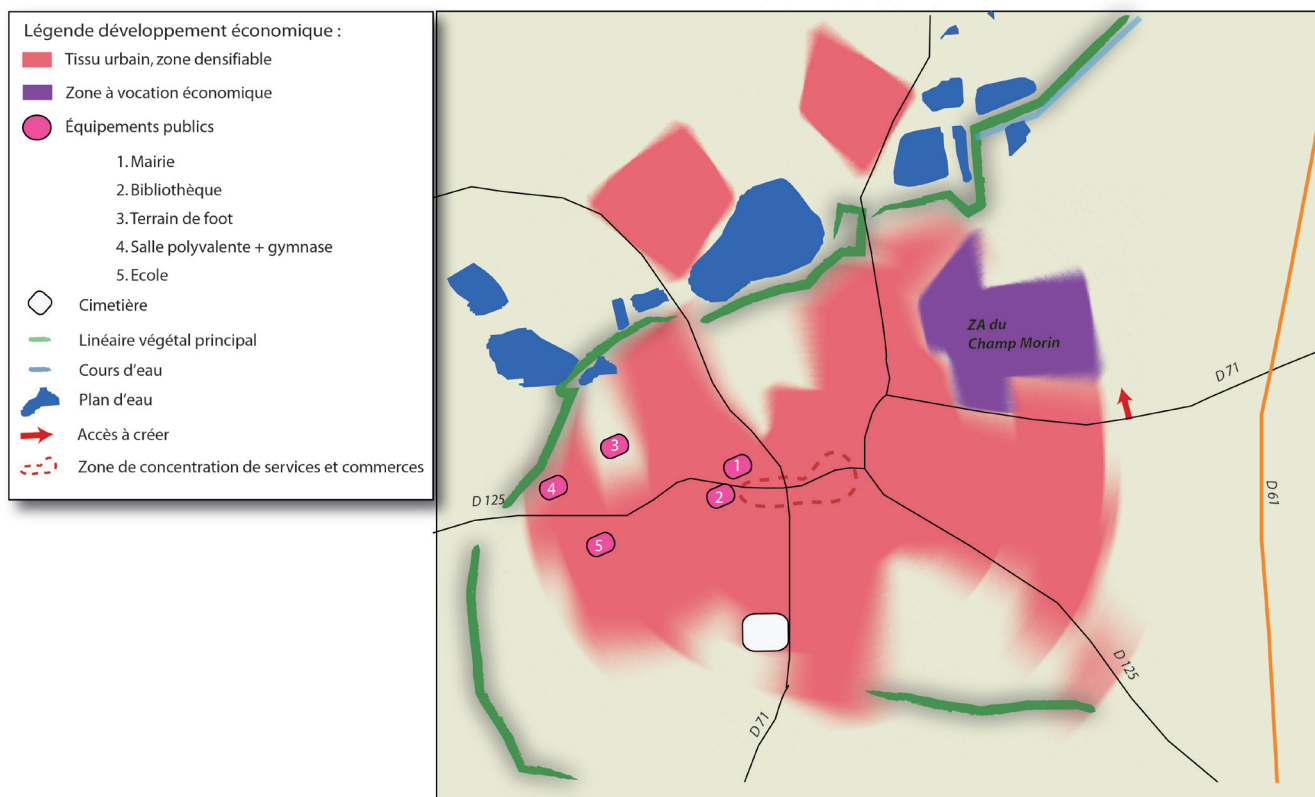 Légende développement économique :
Tissu urbain, zone densifiable
Zone à vocation économique
Équipements publics
1. Mairie
2. Bibliothèque
3. Terrain de foot
4. Salle polyvalente + gymnase
5. Ecole
Cimetière
Linéaire végétal principal
Cours d'eau
Plan d'eau
Accès à créer
Zone de concentration de services et commerces
ZA du
Champ Morin
D 71
D 61
3
1
4
2
D 125
5
D 125
D 71